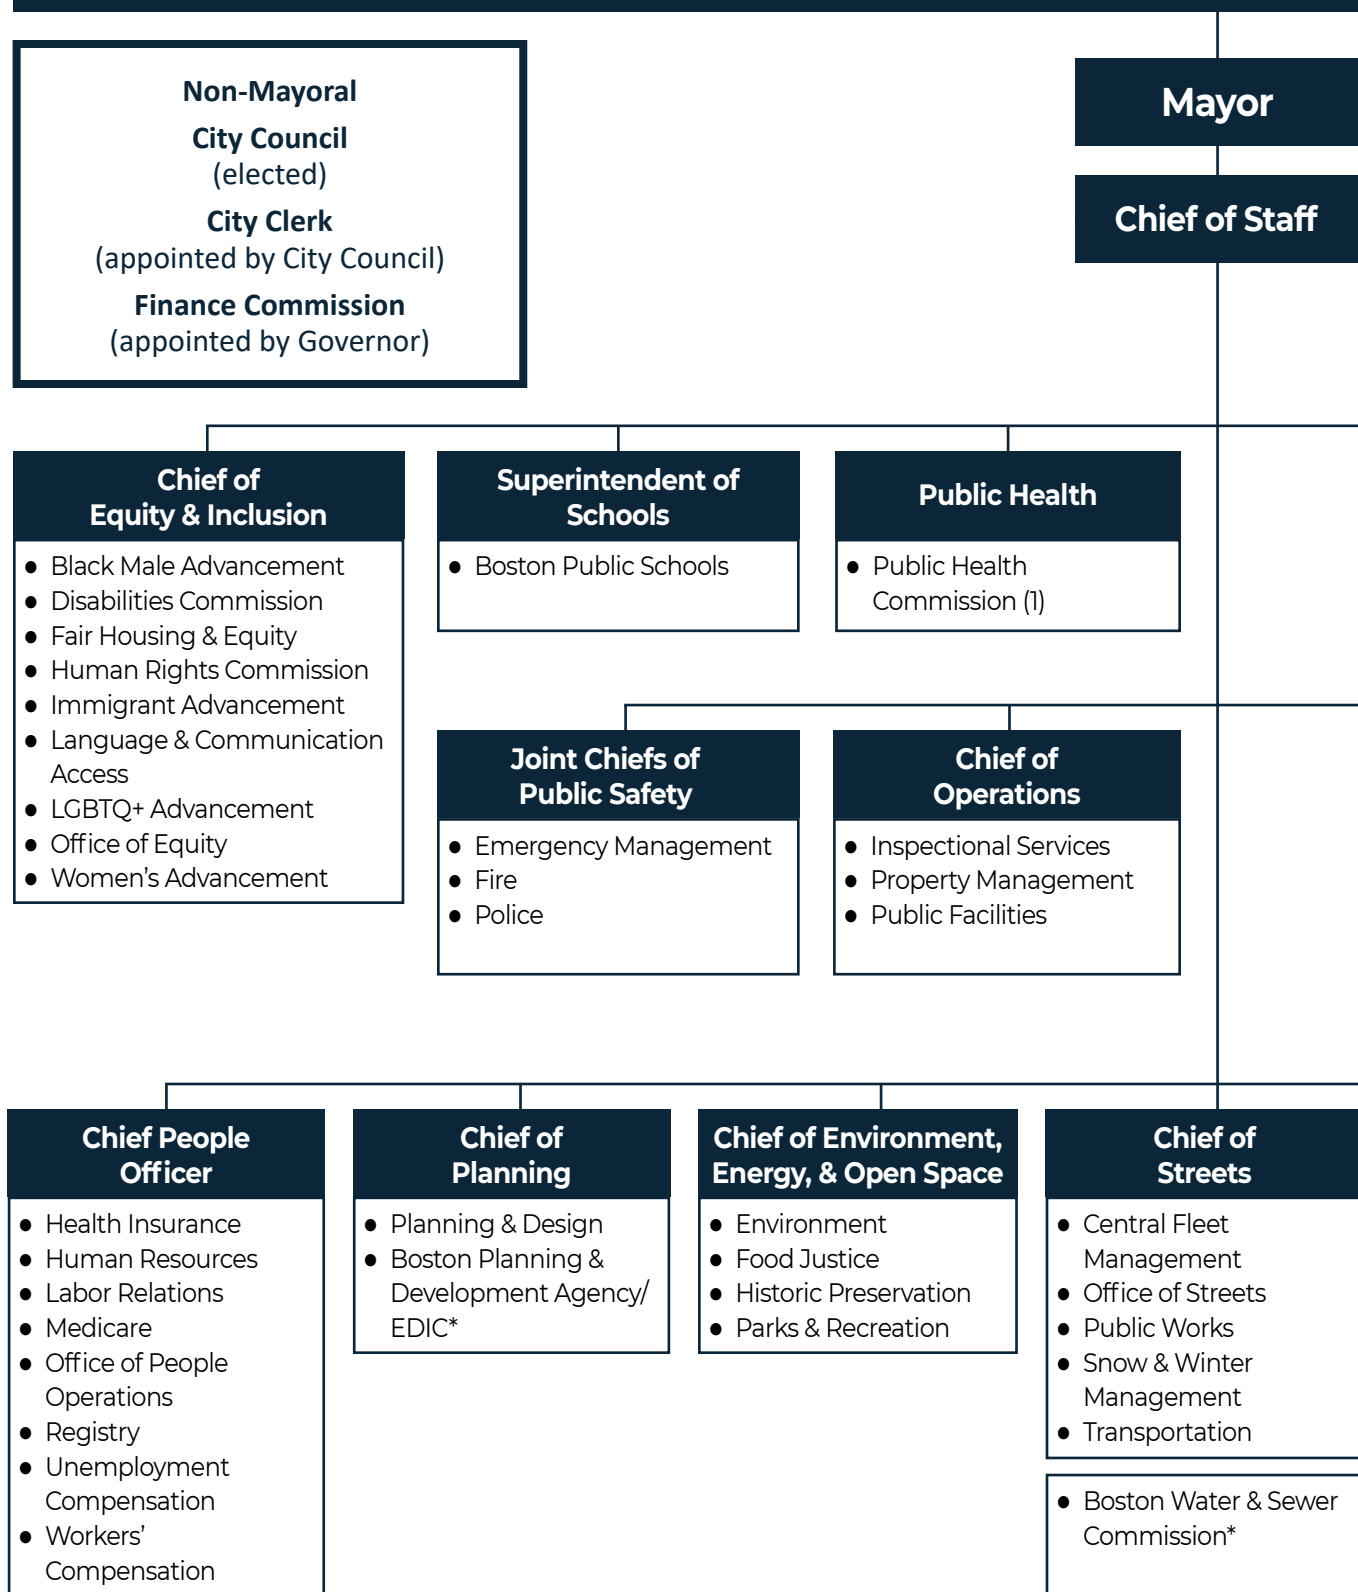 Non-Mayoral
City Council
(elected)
City Clerk
(appointed by City Council)
Finance Commission
(appointed by Governor)
Mayor
Chief of Staff
Chief of
Equity & Inclusion
● Black Male Advancement
● Disabilities Commission
● Fair Housing & Equity
● Human Rights Commission
● Immigrant Advancement
● Language & Communication
Access
● LGBTQ+ Advancement
● Office of Equity
● Women's Advancement
Superintendent of
Schools
● Boston Public Schools
Public Health
● Public Health
Commission (1)
Joint Chiefs of
Public Safety
● Emergency Management
● Fire
● Police
Chief of
Operations
● Inspectional Services
● Property Management
● Public Facilities
Chief People
Officer
● Health Insurance
● Human Resources
● Labor Relations
● Medicare
● Office of People
Operations
● Registry
● Unemployment
Compensation
● Workers'
Compensation
Chief of
Planning
● Planning & Design
● Boston Planning &
Development Agency/
EDIC*
Chief of Environment,
Energy, & Open Space
● Environment
● Food Justice
● Historic Preservation
● Parks & Recreation
Chief of
Streets
● Central Fleet
Management
● Office of Streets
● Public Works
● Snow & Winter
Management
● Transportation
● Boston Water & Sewer
Commission*